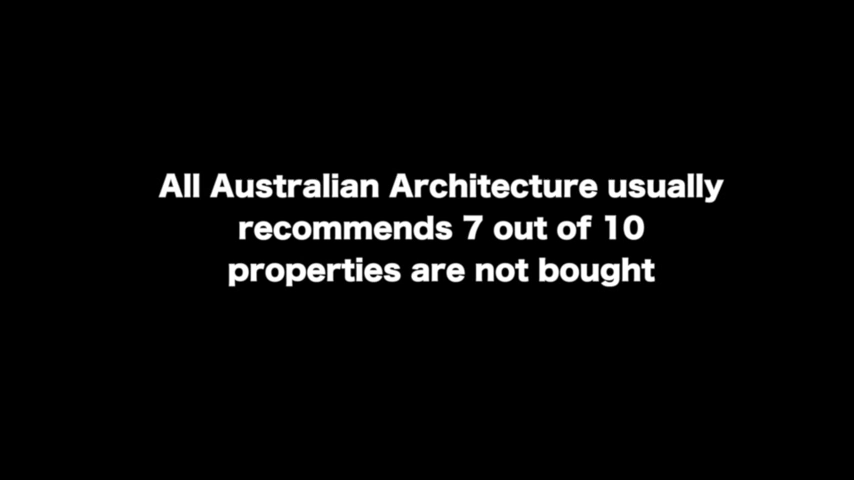 All Australian Architecture usually
recommends 7 out of 10
properties are not bought